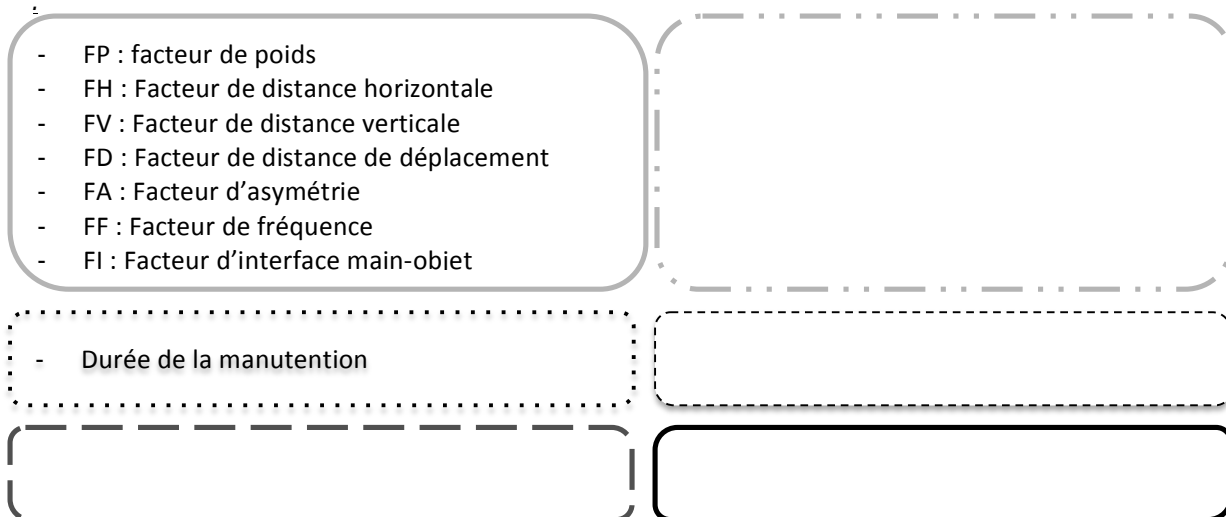 - FP : facteur de poids
- FH : Facteur de distance horizontale
- FV : Facteur de distance verticale
- FD : Facteur de distance de déplacement
- FA : Facteur d’asymétrie
- FF : Facteur de fréquence
- FI : Facteur d’interface main-objet
- Durée de la manutention